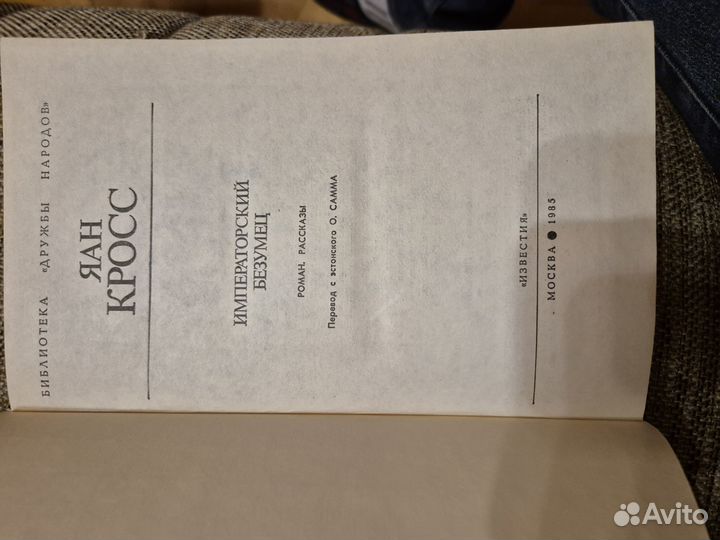 БИБЛИОТЕКА «ДРУЖБЫ НАРОДОВ»
ЯАН
КРОСС
ИМПЕРАТОРСКИЙ
БЕЗУМЕЦ
РОМАН. РАССКАЗЫ
Перевод с эстонского О. САММА
«ИЗВЕСТИЯ»
МОСКВА ● 1985
Avito